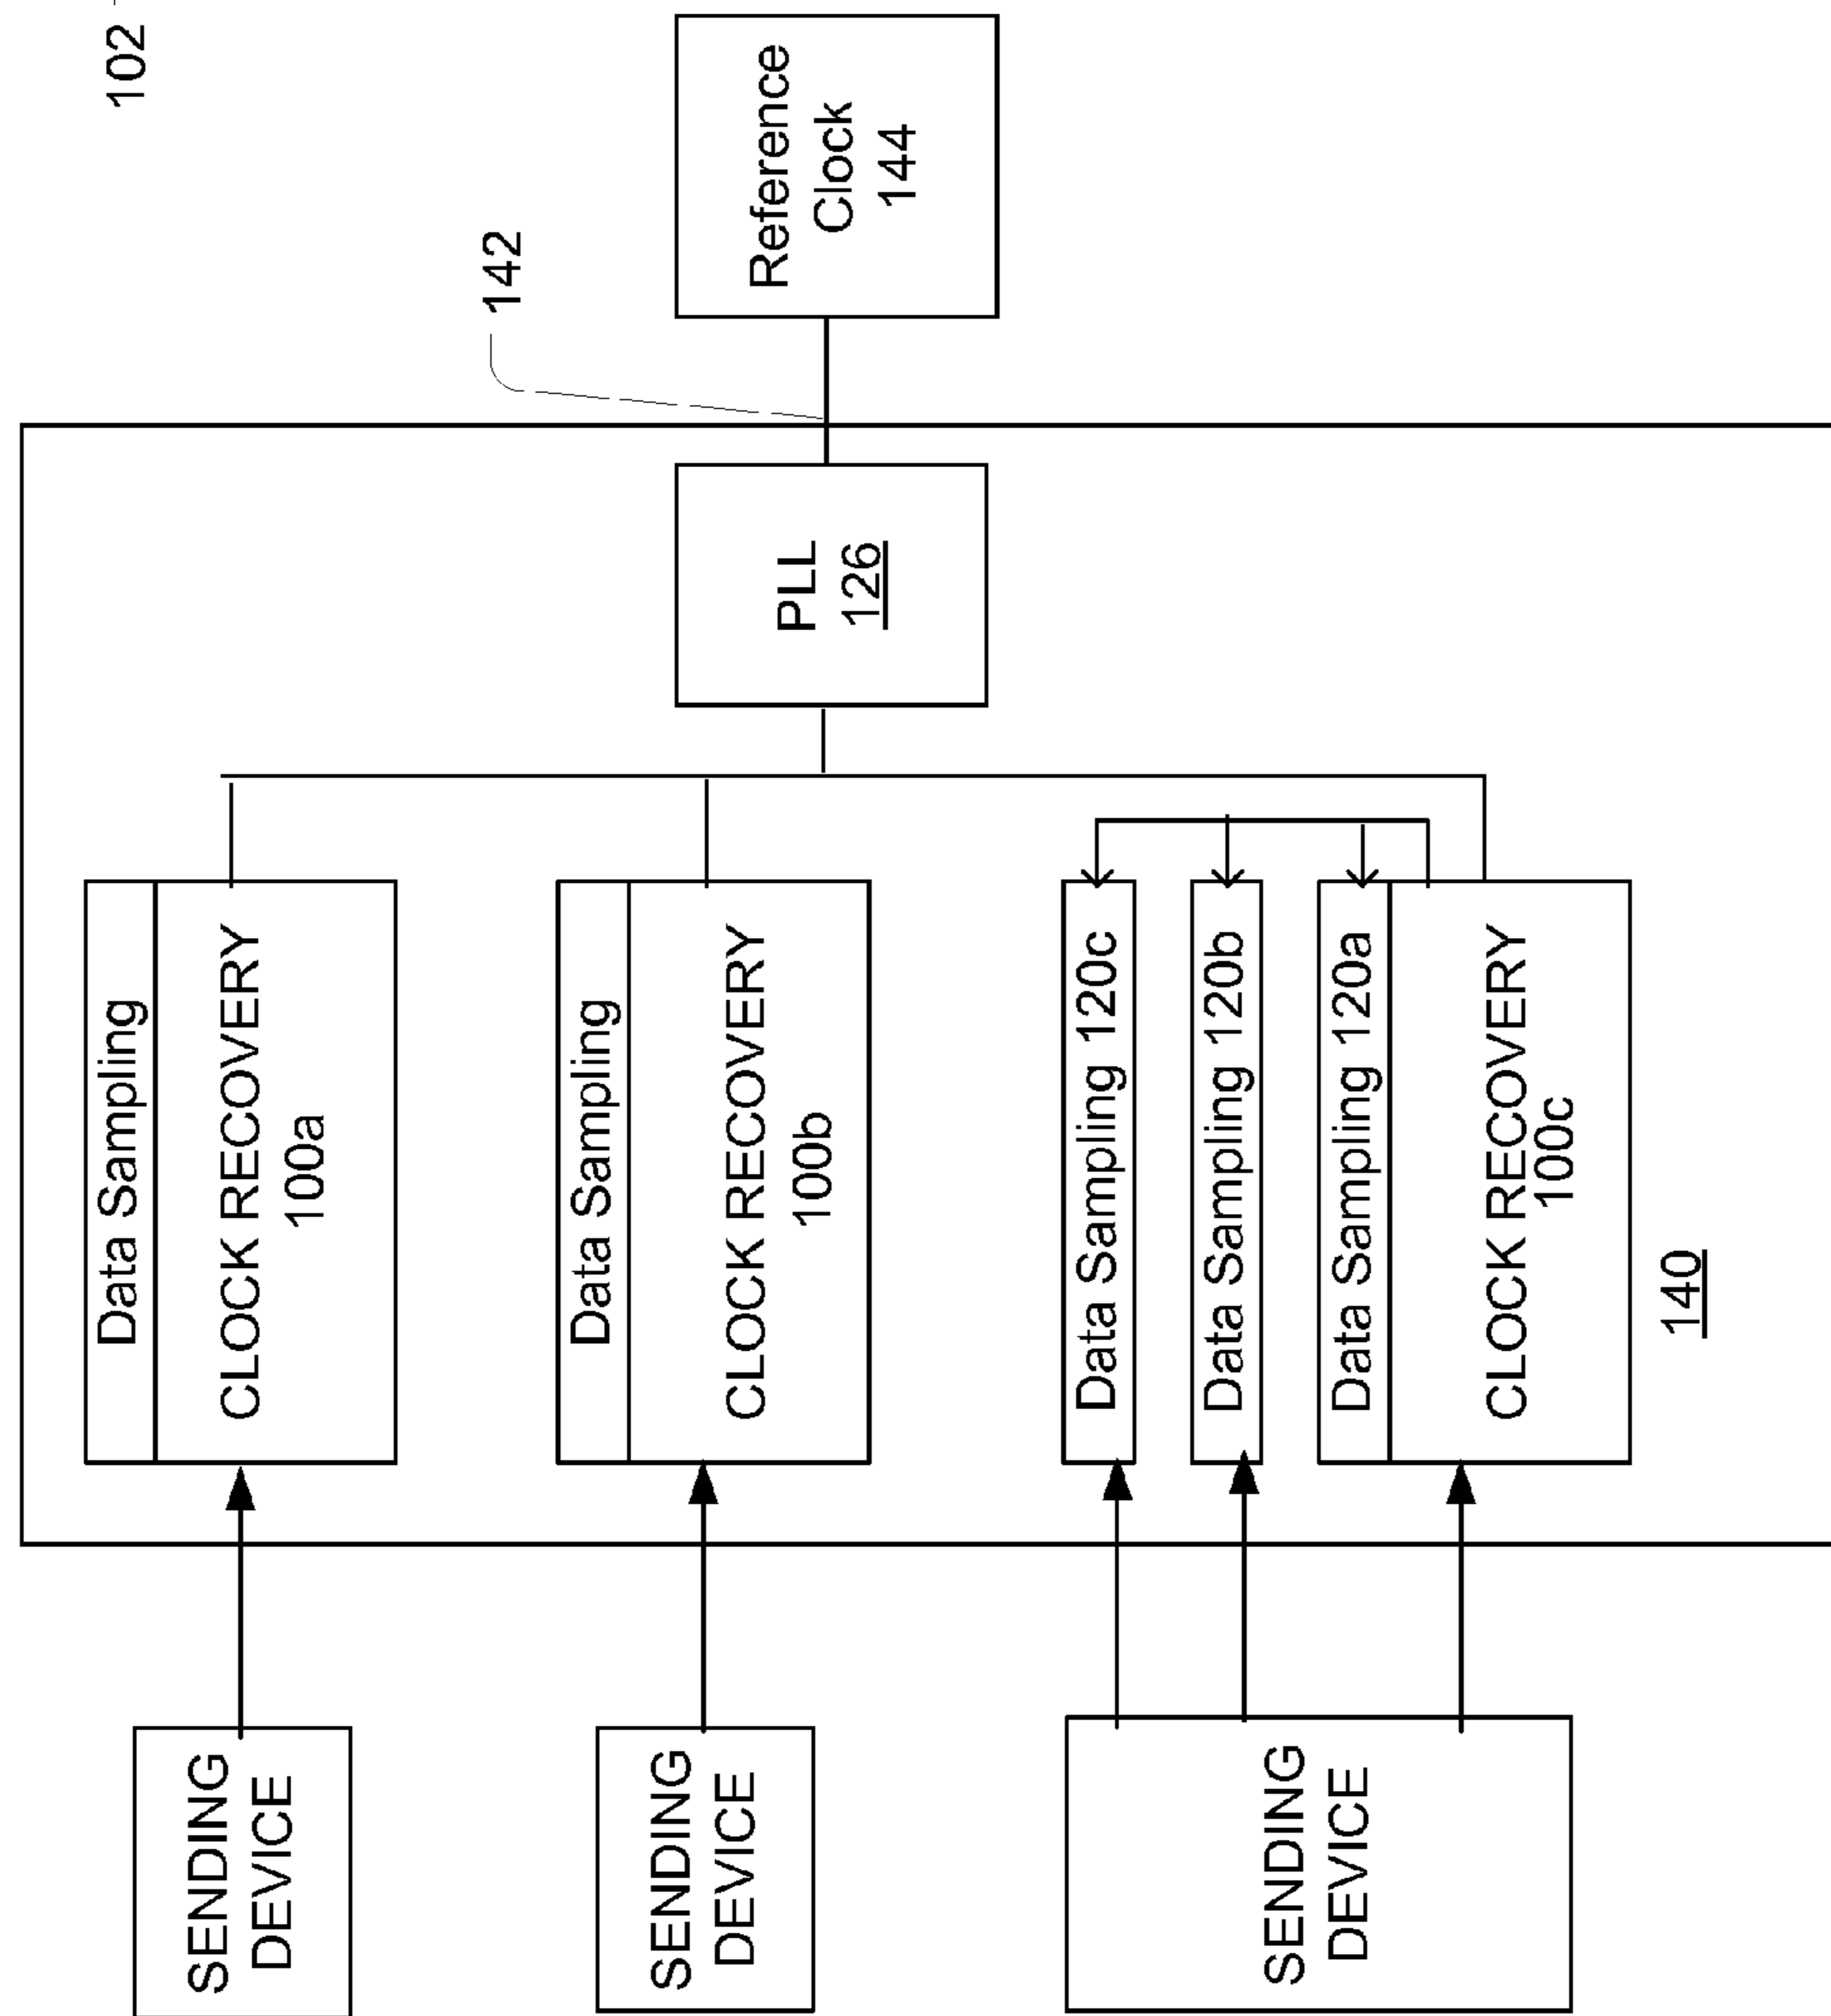 102
142
Reference
Clock
144
PLL
126
Data Sampling
CLOCK RECOVERY
100a
Data Sampling
CLOCK RECOVERY
100b
Data Sampling 120c
Data Sampling 120b
Data Sampling 120a
CLOCK RECOVERY
100c
140
SENDING
DEVICE
SENDING
DEVICE
SENDING
DEVICE